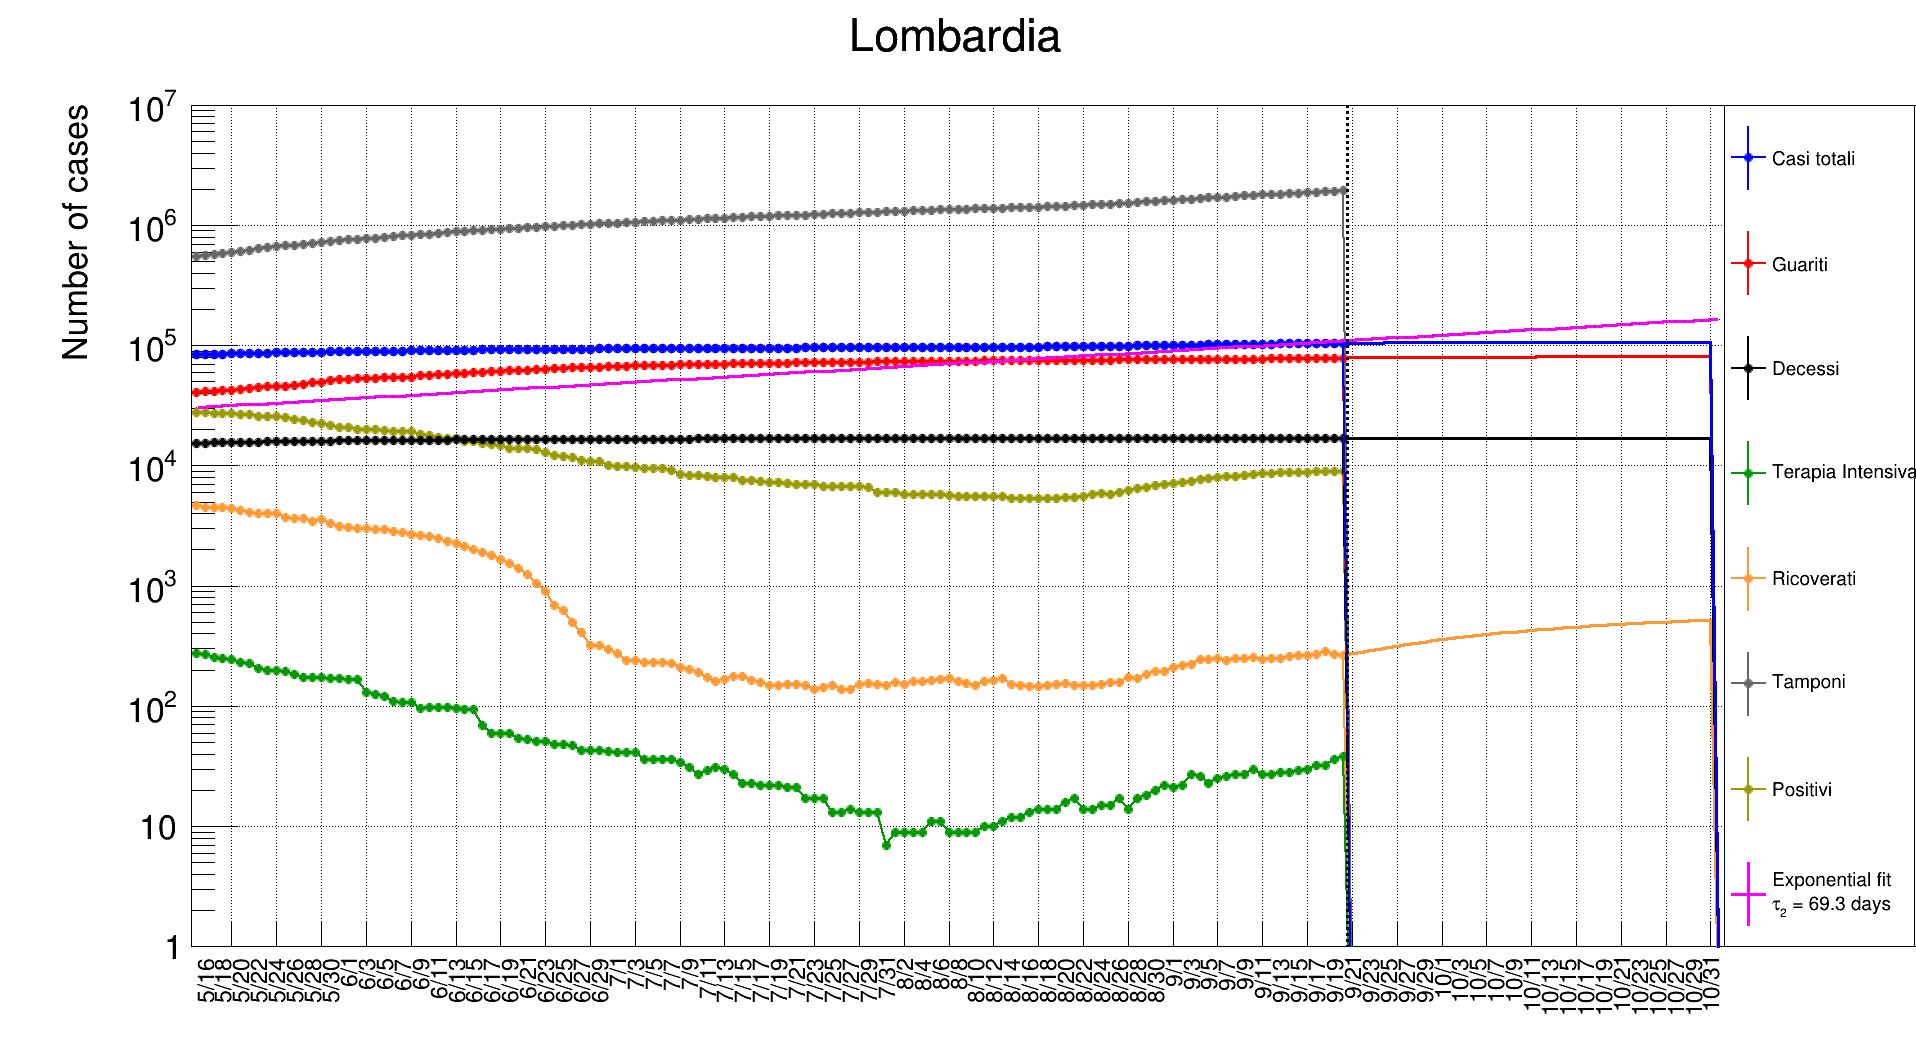 Lombardia
Number of cases
10^7
10^6
10^5
10^4
10^3
10^2
10
1
5/16 5/18 5/20 5/22 5/24 5/26 5/28 5/30 6/1 6/3 6/5 6/7 6/9 6/11 6/13 6/15 6/17 6/19 6/21 6/23 6/25 6/27 6/29 7/1 7/3 7/5 7/7 7/9 7/11 7/13 7/15 7/17 7/19 7/21 7/23 7/25 7/27 7/29 7/31 8/2 8/4 8/6 8/8 8/10 8/12 8/14 8/16 8/18 8/20 8/22 8/24 8/26 8/28 8/30 9/1 9/3 9/5 9/7 9/9 9/11 9/13 9/15 9/17 9/19 9/21 9/23 9/25 9/27 9/29 10/1 10/3 10/5 10/7 10/9 10/11 10/13 10/15 10/17 10/19 10/21 10/23 10/25 10/27 10/29 10/31
Casi totali
Guariti
Decessi
Terapia Intensiva
Ricoverati
Tamponi
Positivi
Exponential fit
τ₂ = 69.3 days